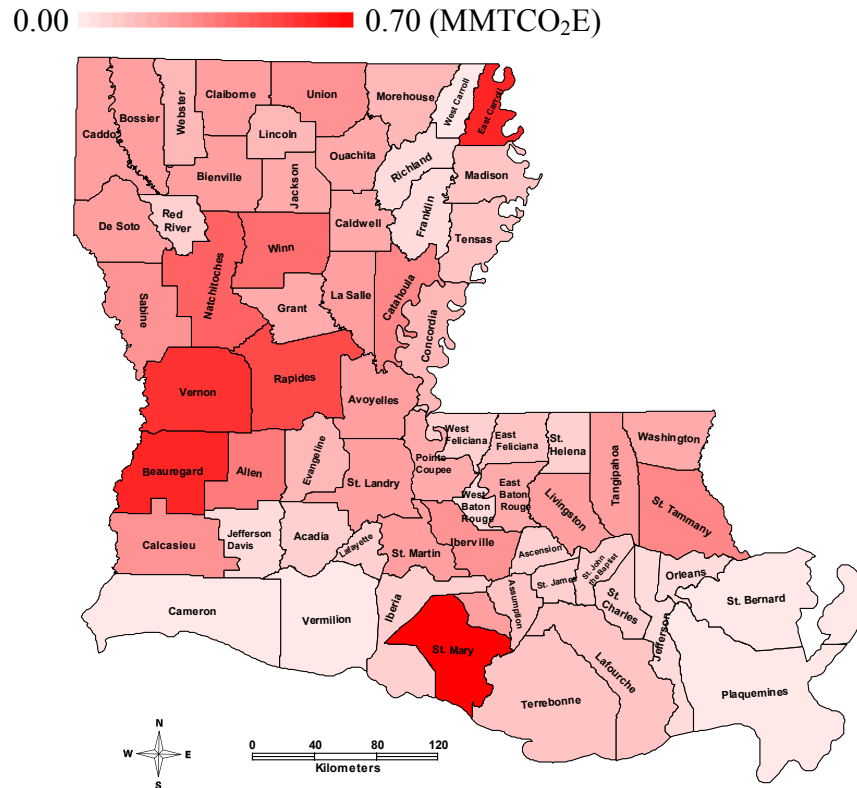 0.00 0.70 (MMTCO₂E)
Caddo
Bossier
Webster
Claiborne
Union
Morehouse
West Carroll
East Carroll
Lincoln
Ouachita
Richland
Madison
Bienville
Jackson
Franklin
De Soto
Red
River
Caldwell
Tensas
Natchitoches
Winn
Sabine
Grant
La Salle
Catahoula
Concordia
Vernon
Rapides
Avoyelles
Beauregard
Allen
Evangeline
St. Landry
Pointe
Coupee
West
Feliciana
East
Feliciana
St.
Helena
Tangipahoa
Washington
West
Baton
Rouge
East
Baton
Rouge
Livingston
St. Tammany
Calcasieu
Jefferson
Davis
Acadia
Lafayette
St. Martin
Iberville
Ascension
St. James
St. John
the Baptist
Orleans
Cameron
Vermilion
Iberia
Assumption
St.
Charles
Jefferson
St. Bernard
St. Mary
Terrebonne
Lafourche
Plaquemines
N
W E
S
0 40 80 120
Kilometers